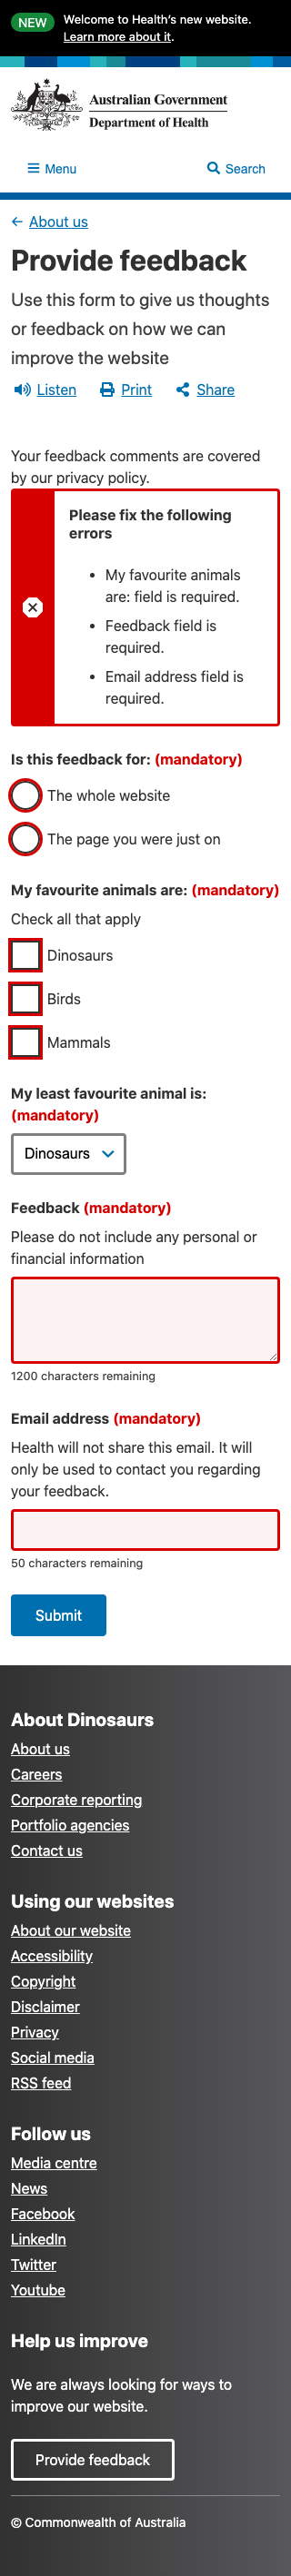 NEW
Welcome to Health's new website.
Learn more about it.
Australian Government
Department of Health
Menu
Search
About us
Provide feedback
Use this form to give us thoughts
or feedback on how we can
improve the website
Listen
Print
Share
Your feedback comments are covered
by our privacy policy.
Please fix the following
errors
• My favourite animals
are: field is required.
• Feedback field is
required.
• Email address field is
required.
Is this feedback for: (mandatory)
The whole website
The page you were just on
My favourite animals are: (mandatory)
Check all that apply
Dinosaurs
Birds
Mammals
My least favourite animal is:
(mandatory)
Dinosaurs
Feedback (mandatory)
Please do not include any personal or
financial information
1200 characters remaining
Email address (mandatory)
Health will not share this email. It will
only be used to contact you regarding
your feedback.
50 characters remaining
Submit
About Dinosaurs
About us
Careers
Corporate reporting
Portfolio agencies
Contact us
Using our websites
About our website
Accessibility
Copyright
Disclaimer
Privacy
Social media
RSS feed
Follow us
Media centre
News
Facebook
LinkedIn
Twitter
Youtube
Help us improve
We are always looking for ways to
improve our website.
Provide feedback
© Commonwealth of Australia